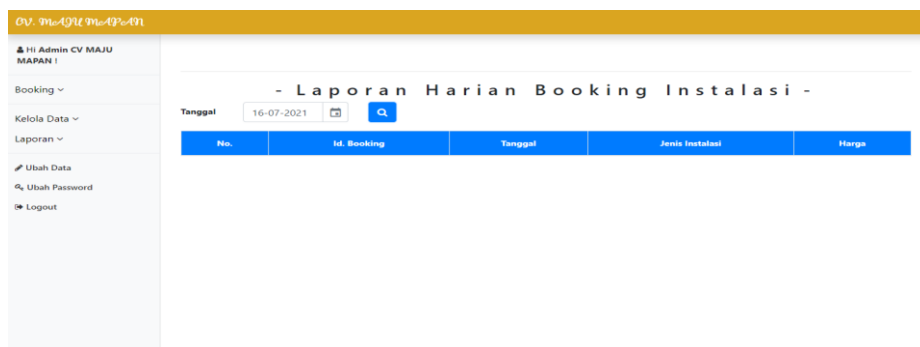 CV. MAJU MAPAN
Hi Admin CV MAJU
MAPAN !
Booking
Kelola Data
Laporan
Ubah Data
Ubah Password
Logout
- Laporan Harian Booking Instalasi -
Tanggal 16-07-2021
No. Id. Booking Tanggal Jenis Instalasi Harga